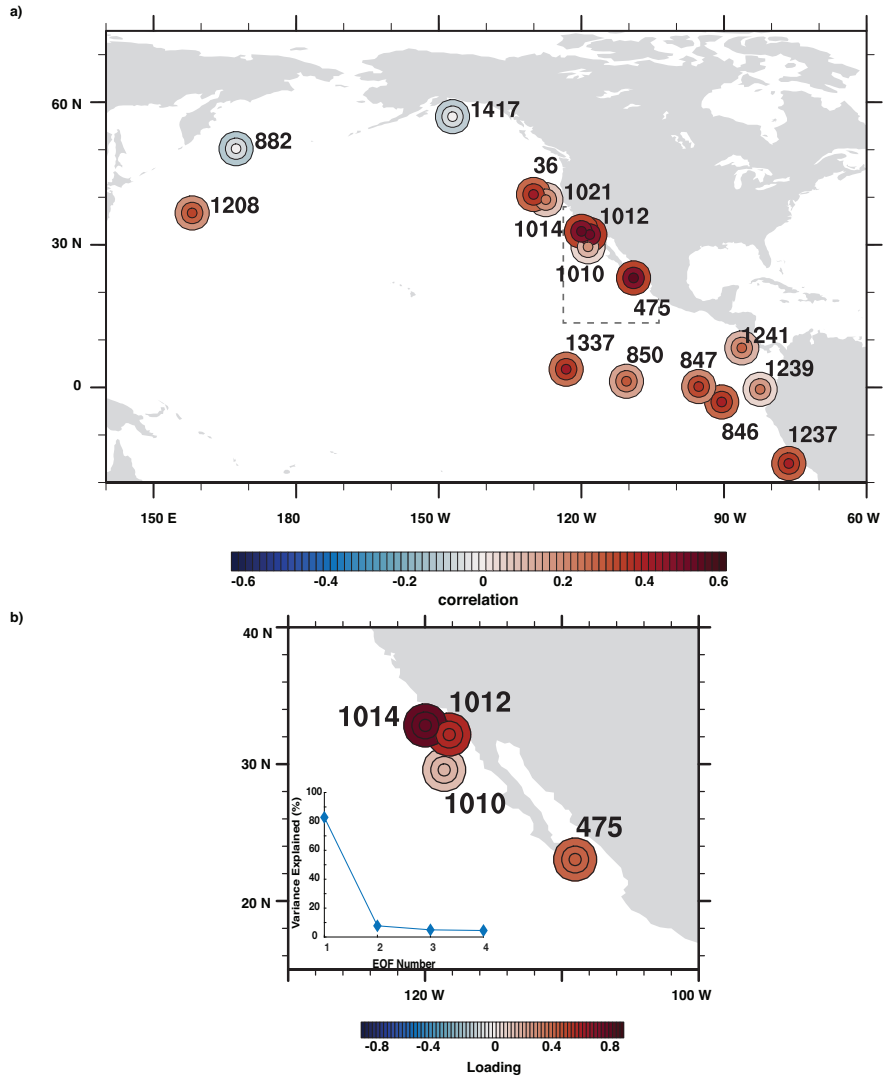 a)
60 N
30 N
0
1417
882
1208
36
1021
1014
1012
1010
475
1241
1337
850
847
1239
846
1237
150 E 180 150 W 120 W 90 W 60 W
-0.6 -0.4 -0.2 0 0.2 0.4 0.6
correlation
b)
40 N
30 N
20 N
1014
1012
1010
475
Variance Explained (%)
100
80
60
40
20
0
1 2 3 4
EOF Number
120 W 100 W
-0.8 -0.4 0 0.4 0.8
Loading